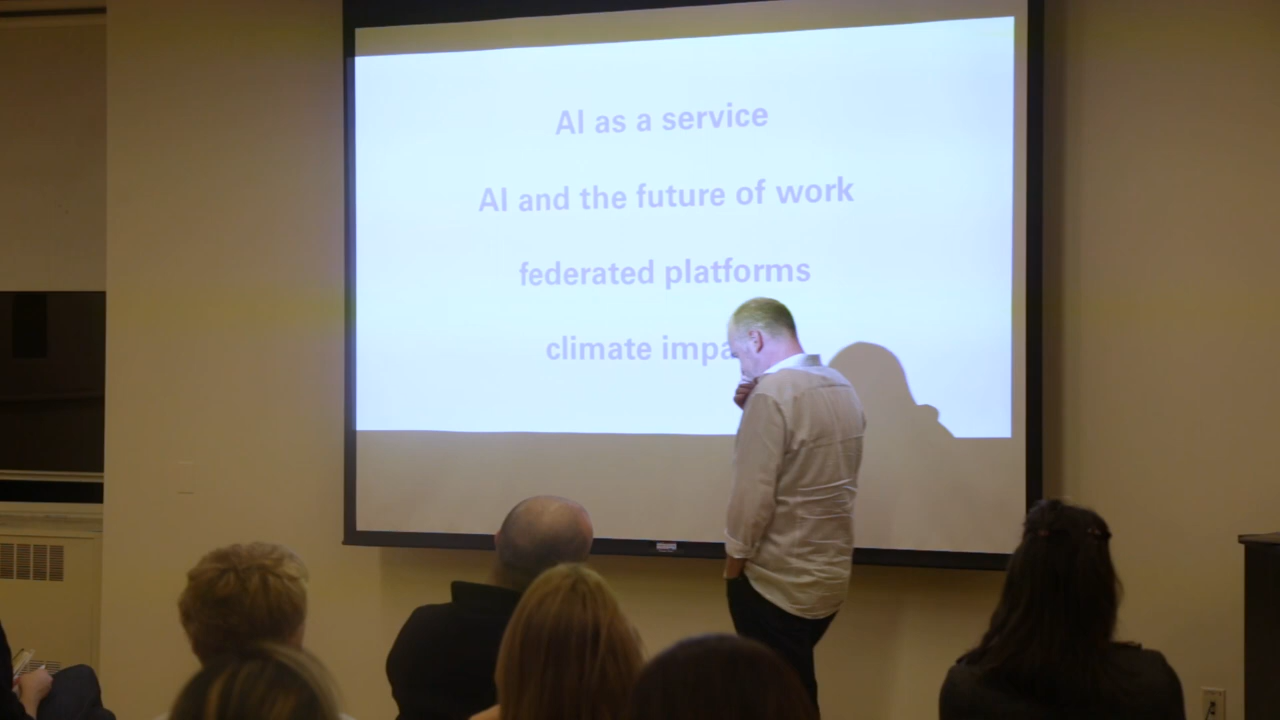 AI as a service
AI and the future of work
federated platforms
climate impa